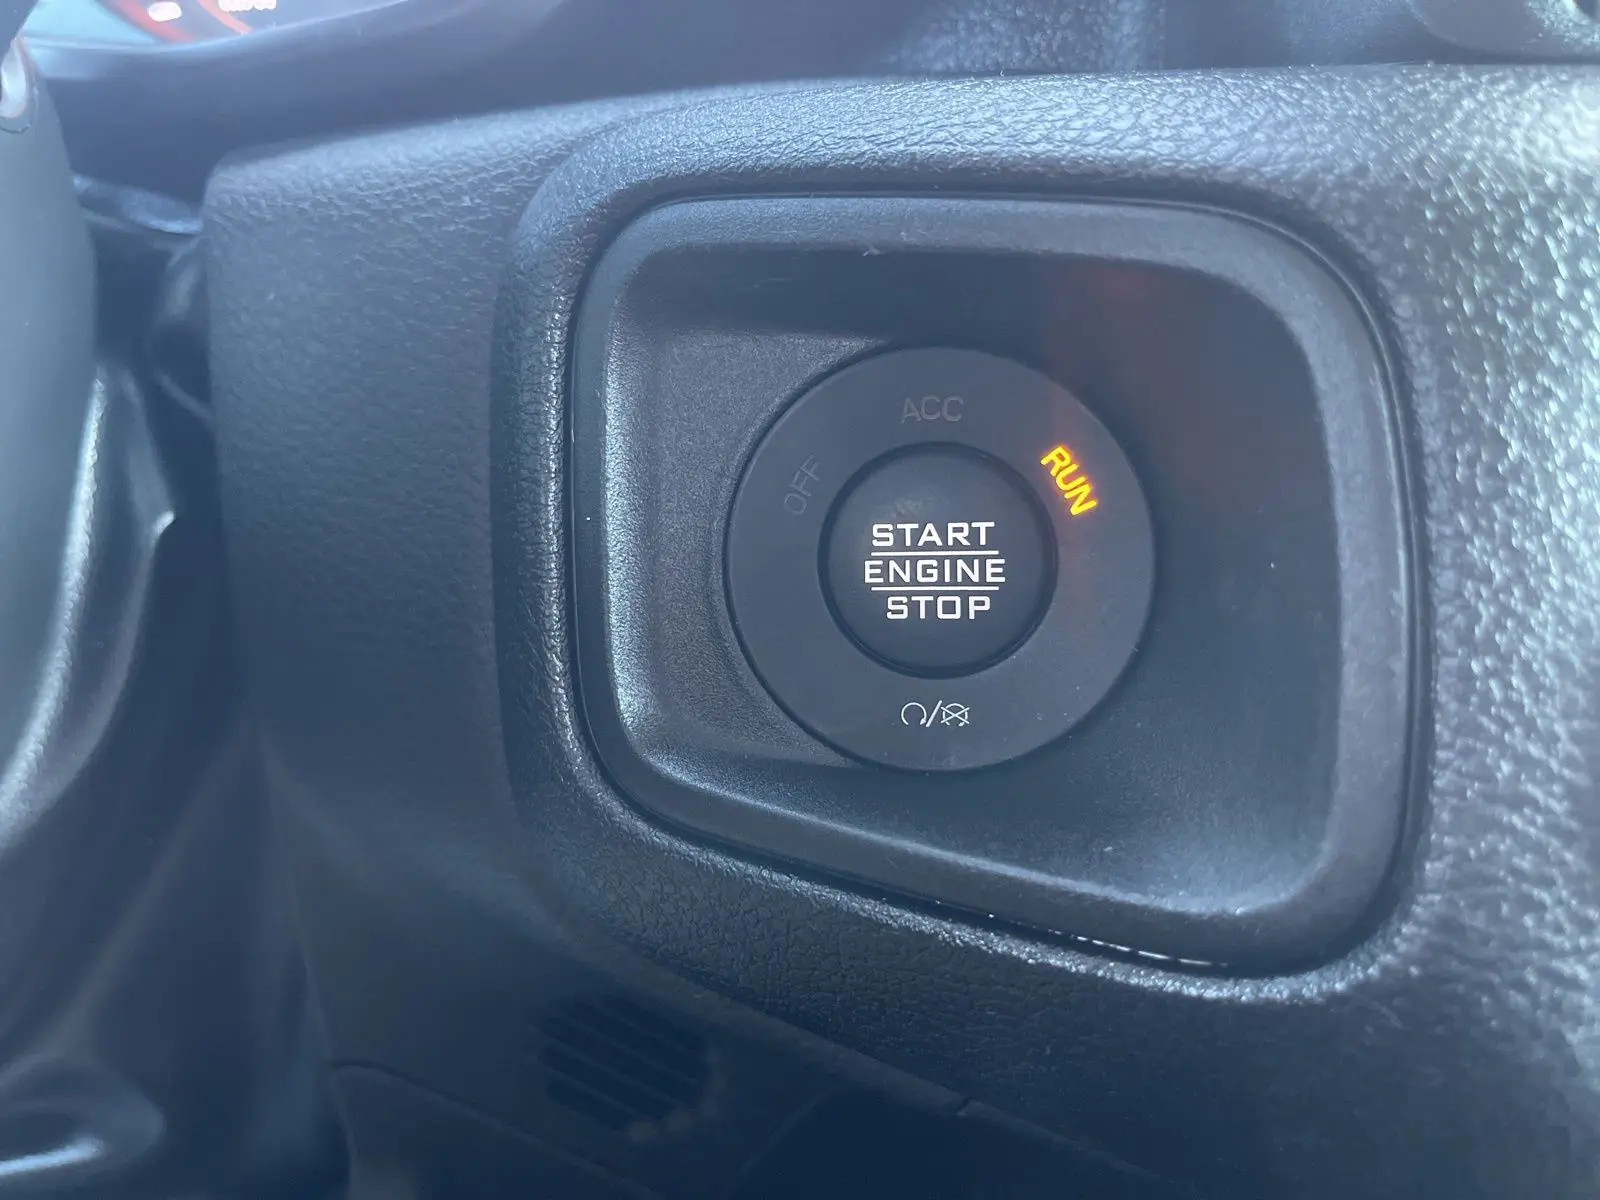 ACC
OFF
RUN
START
ENGINE
STOP